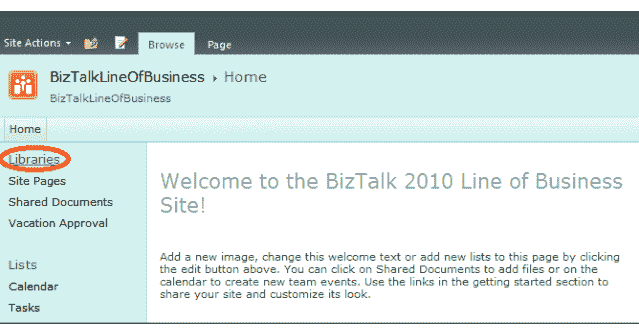 Site Actions Browse Page
BizTalkLineOfBusiness › Home
BizTalkLineOfBusiness
Home
Libraries
Site Pages
Shared Documents
Vacation Approval
Lists
Calendar
Tasks
Welcome to the BizTalk 2010 Line of Business
Site!
Add a new image, change this welcome text or add new lists to this page by clicking
the edit button above. You can click on Shared Documents to add files or on the
calendar to create new team events. Use the links in the getting started section to
share your site and customize its look.